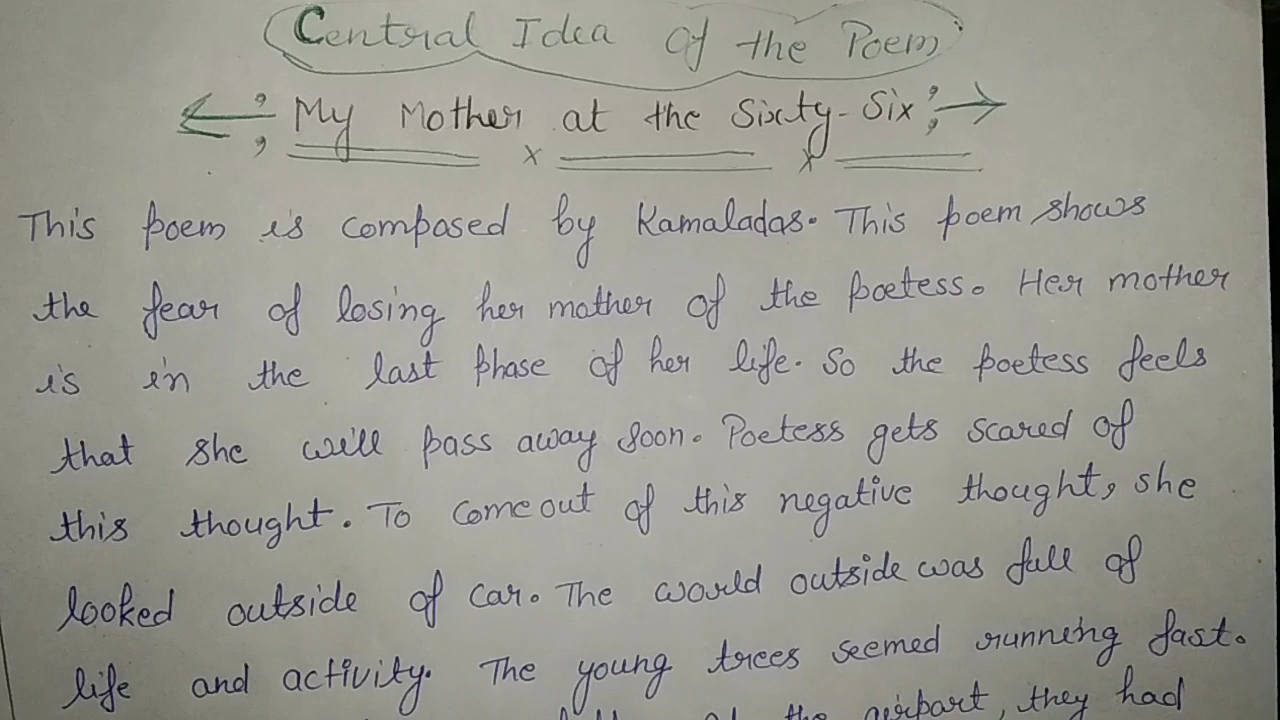 Central Idea Of the Poem
My Mother at the Sixty-Six
This poem is composed by Kamaladas. This poem shows
the fear of losing her mother of the poetess. Her mother
is in the last phase of her life. So the poetess feels
that she will pass away soon. Poetess gets scared of
this thought. To come out of this negative thought, she
looked outside of car. The world outside was full of
life and activity. The young trees seemed running fast.
the airport, they had